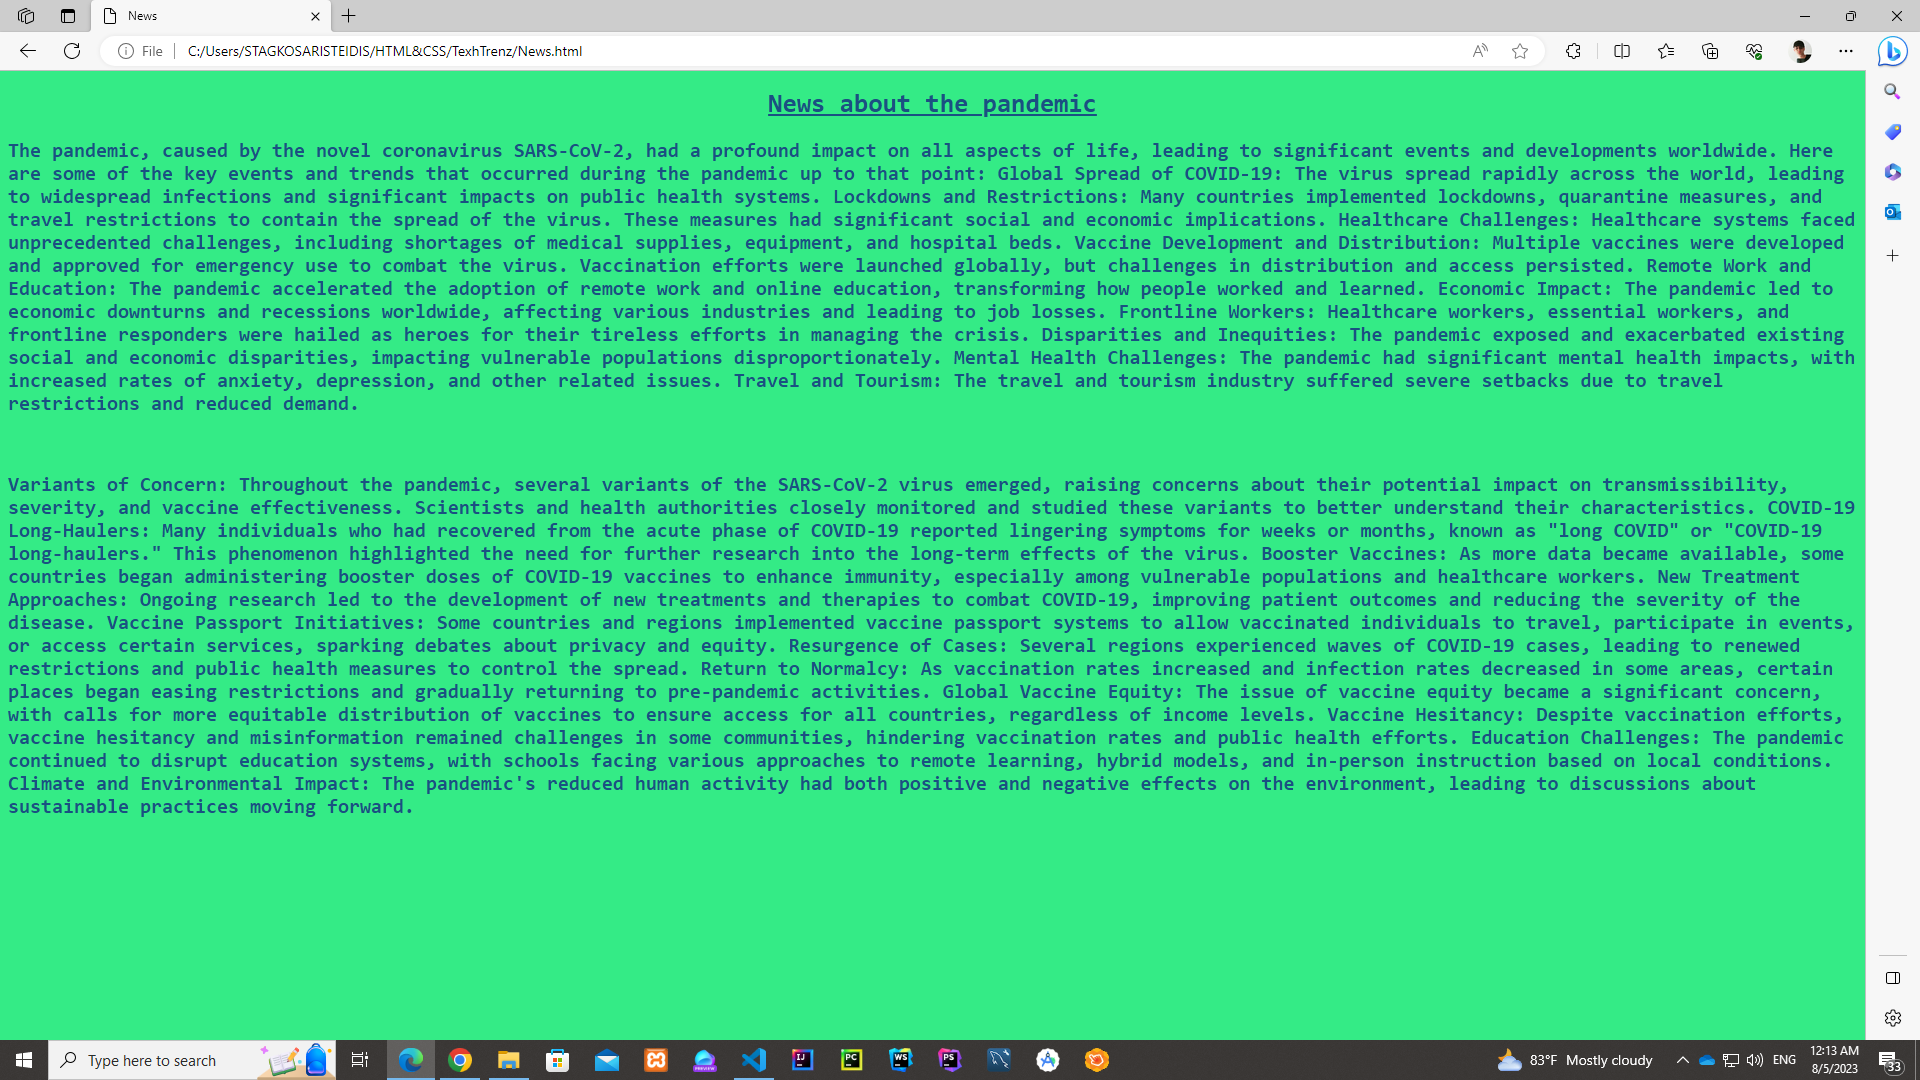 News
File
C:/Users/STAGKOSARISTEIDIS/HTML&CSS/TexhTrenz/News.html
News about the pandemic
The pandemic, caused by the novel coronavirus SARS-CoV-2, had a profound impact on all aspects of life, leading to significant events and developments worldwide. Here
are some of the key events and trends that occurred during the pandemic up to that point: Global Spread of COVID-19: The virus spread rapidly across the world, leading
to widespread infections and significant impacts on public health systems. Lockdowns and Restrictions: Many countries implemented lockdowns, quarantine measures, and
travel restrictions to contain the spread of the virus. These measures had significant social and economic implications. Healthcare Challenges: Healthcare systems faced
unprecedented challenges, including shortages of medical supplies, equipment, and hospital beds. Vaccine Development and Distribution: Multiple vaccines were developed
and approved for emergency use to combat the virus. Vaccination efforts were launched globally, but challenges in distribution and access persisted. Remote Work and
Education: The pandemic accelerated the adoption of remote work and online education, transforming how people worked and learned. Economic Impact: The pandemic led to
economic downturns and recessions worldwide, affecting various industries and leading to job losses. Frontline Workers: Healthcare workers, essential workers, and
frontline responders were hailed as heroes for their tireless efforts in managing the crisis. Disparities and Inequities: The pandemic exposed and exacerbated existing
social and economic disparities, impacting vulnerable populations disproportionately. Mental Health Challenges: The pandemic had significant mental health impacts, with
increased rates of anxiety, depression, and other related issues. Travel and Tourism: The travel and tourism industry suffered severe setbacks due to travel
restrictions and reduced demand.
Variants of Concern: Throughout the pandemic, several variants of the SARS-CoV-2 virus emerged, raising concerns about their potential impact on transmissibility,
severity, and vaccine effectiveness. Scientists and health authorities closely monitored and studied these variants to better understand their characteristics. COVID-19
Long-Haulers: Many individuals who had recovered from the acute phase of COVID-19 reported lingering symptoms for weeks or months, known as "long COVID" or "COVID-19
long-haulers." This phenomenon highlighted the need for further research into the long-term effects of the virus. Booster Vaccines: As more data became available, some
countries began administering booster doses of COVID-19 vaccines to enhance immunity, especially among vulnerable populations and healthcare workers. New Treatment
Approaches: Ongoing research led to the development of new treatments and therapies to combat COVID-19, improving patient outcomes and reducing the severity of the
disease. Vaccine Passport Initiatives: Some countries and regions implemented vaccine passport systems to allow vaccinated individuals to travel, participate in events,
or access certain services, sparking debates about privacy and equity. Resurgence of Cases: Several regions experienced waves of COVID-19 cases, leading to renewed
restrictions and public health measures to control the spread. Return to Normalcy: As vaccination rates increased and infection rates decreased in some areas, certain
places began easing restrictions and gradually returning to pre-pandemic activities. Global Vaccine Equity: The issue of vaccine equity became a significant concern,
with calls for more equitable distribution of vaccines to ensure access for all countries, regardless of income levels. Vaccine Hesitancy: Despite vaccination efforts,
vaccine hesitancy and misinformation remained challenges in some communities, hindering vaccination rates and public health efforts. Education Challenges: The pandemic
continued to disrupt education systems, with schools facing various approaches to remote learning, hybrid models, and in-person instruction based on local conditions.
Climate and Environmental Impact: The pandemic's reduced human activity had both positive and negative effects on the environment, leading to discussions about
sustainable practices moving forward.
Type here to search
83°F Mostly cloudy
ENG
12:13 AM
8/5/2023
33